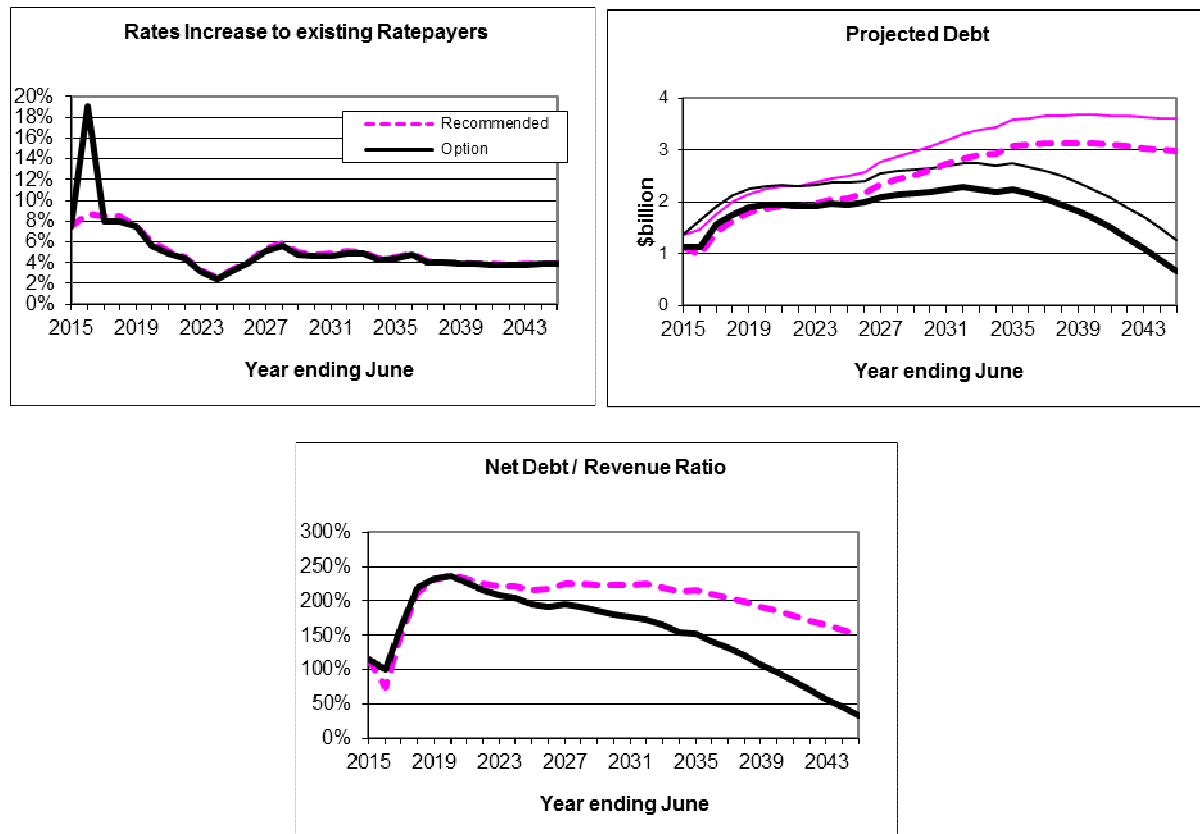 Rates Increase to existing Ratepayers
20%
18%
16%
14%
12%
10%
8%
6%
4%
2%
0%
Recommended
Option
2015 2019 2023 2027 2031 2035 2039 2043
Year ending June
Projected Debt
$billion
4
3
2
1
0
2015 2019 2023 2027 2031 2035 2039 2043
Year ending June
Net Debt / Revenue Ratio
300%
250%
200%
150%
100%
50%
0%
2015 2019 2023 2027 2031 2035 2039 2043
Year ending June